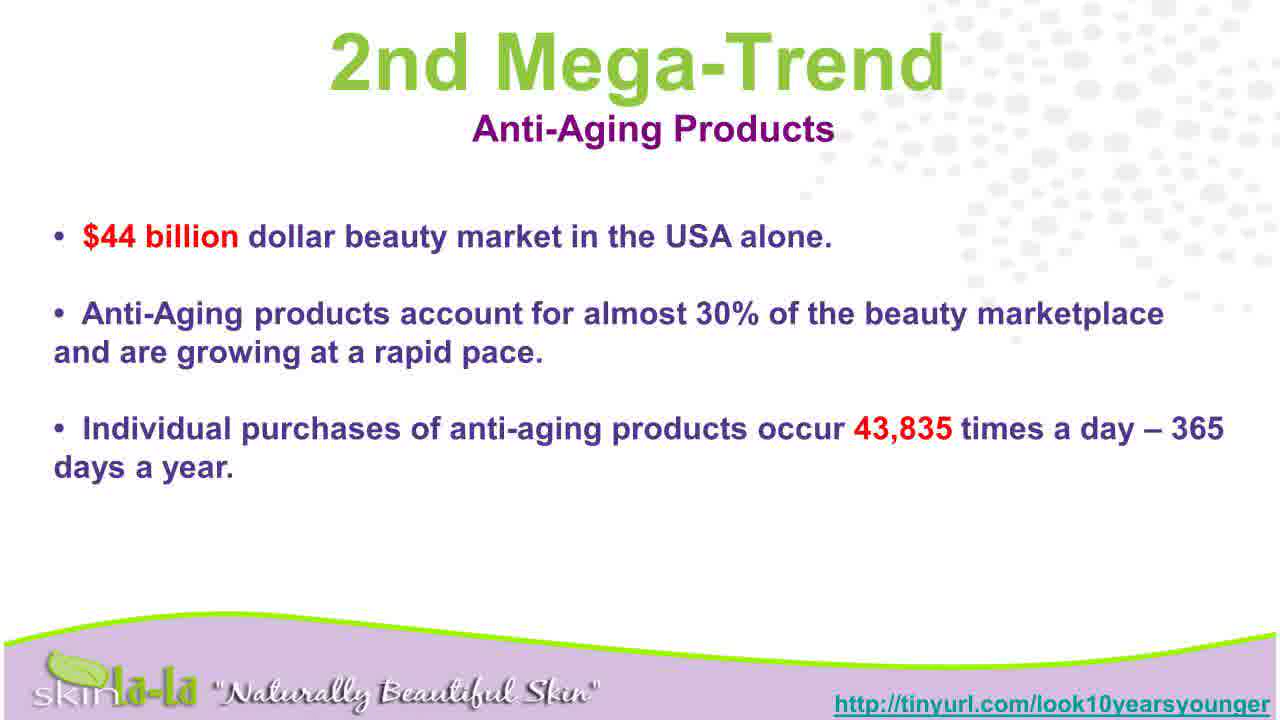 2nd Mega-Trend
Anti-Aging Products
• $44 billion dollar beauty market in the USA alone.
• Anti-Aging products account for almost 30% of the beauty marketplace
and are growing at a rapid pace.
• Individual purchases of anti-aging products occur 43,835 times a day – 365
days a year.
skin la-la "Naturally Beautiful Skin"
http://tinyurl.com/look10yearsyounger